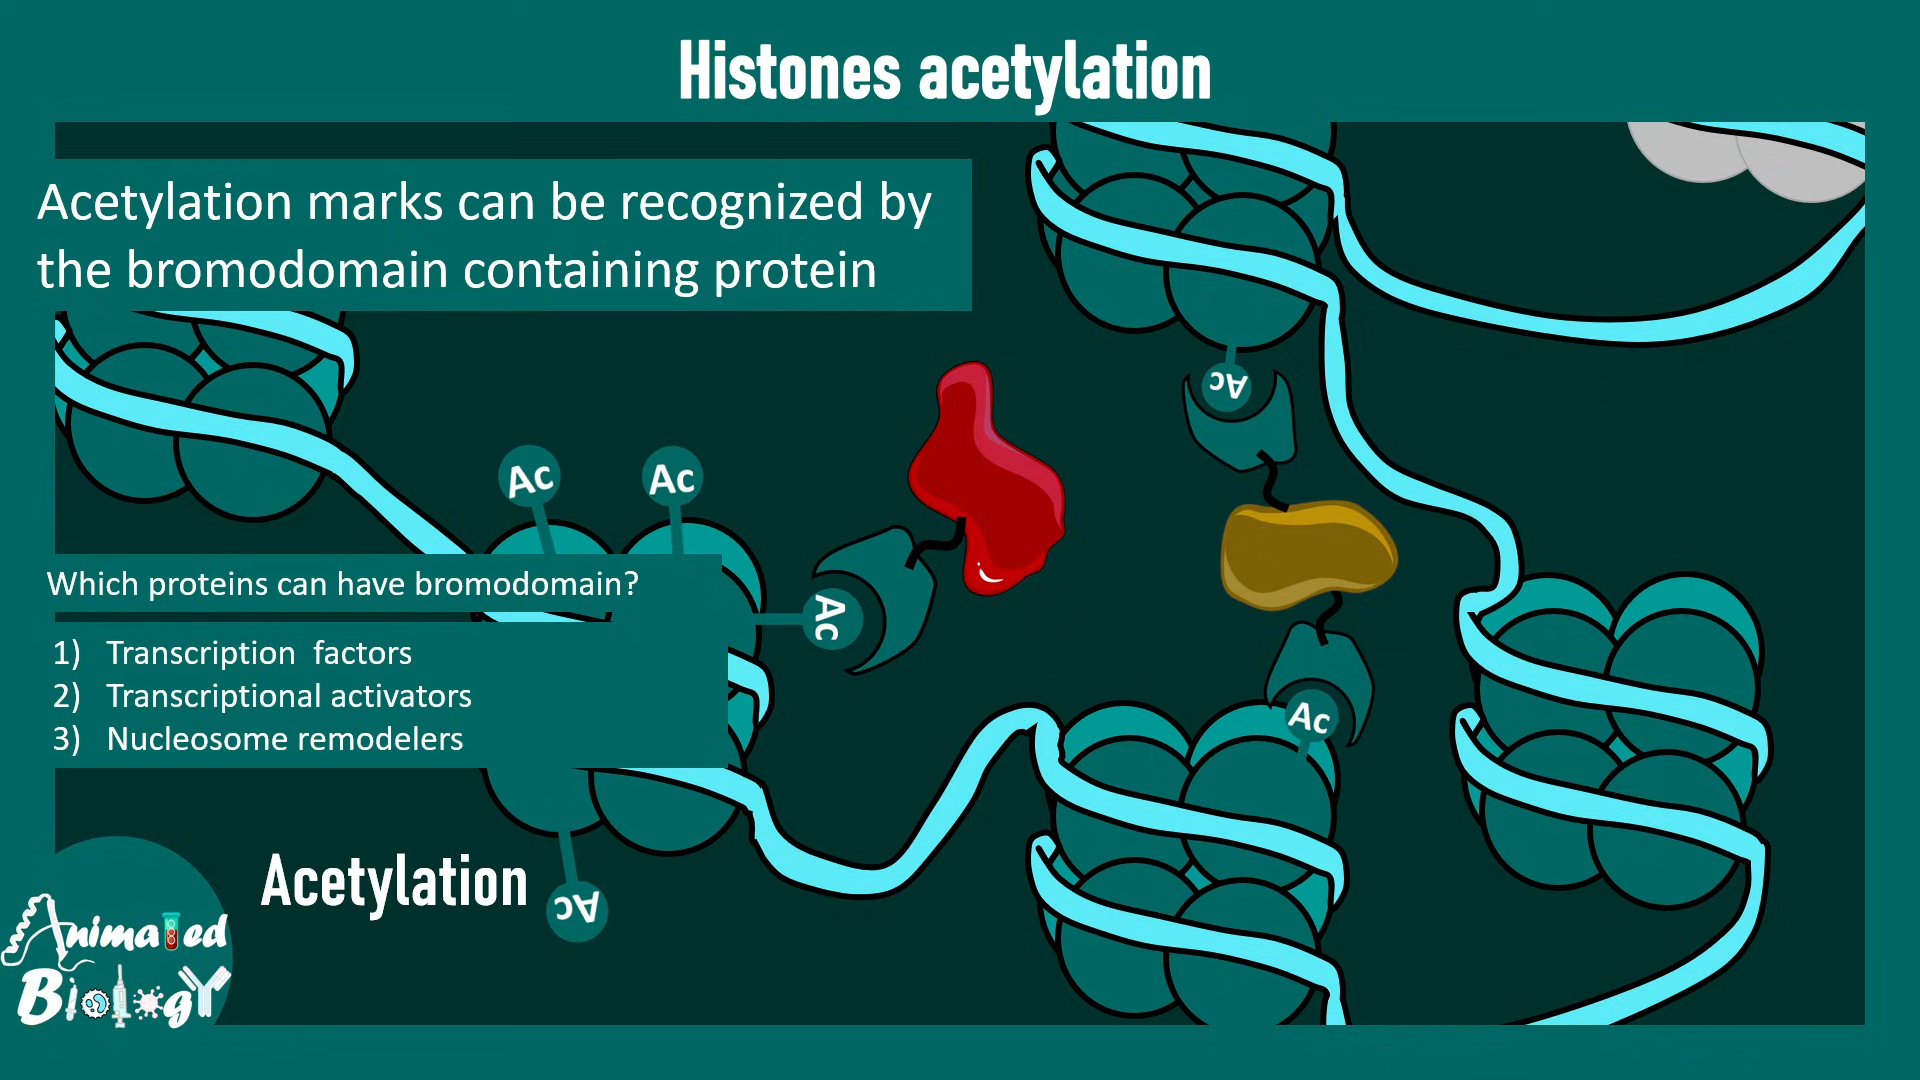 Histones acetylation
Acetylation marks can be recognized by
the bromodomain containing protein
Ac
Ac
Ac
Which proteins can have bromodomain?
Ac
1) Transcription factors
2) Transcriptional activators
3) Nucleosome remodelers
Ac
Acetylation
Ac
Animated
Biology